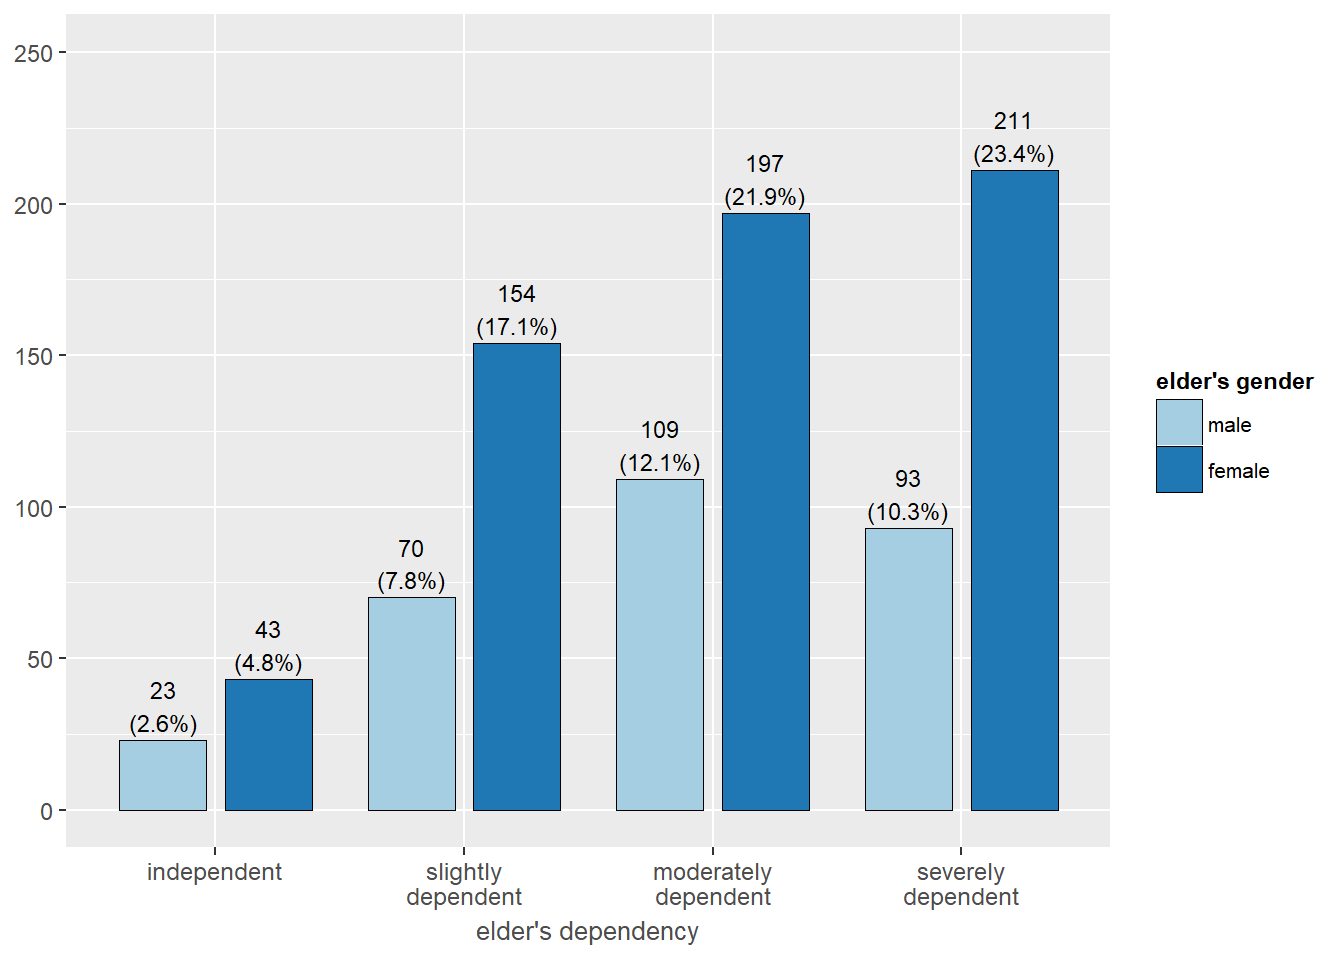 250
200
150
100
50
0
23
(2.6%)
43
(4.8%)
70
(7.8%)
154
(17.1%)
109
(12.1%)
197
(21.9%)
93
(10.3%)
211
(23.4%)
independent
slightly
dependent
moderately
dependent
severely
dependent
elder's dependency
elder's gender
male
female